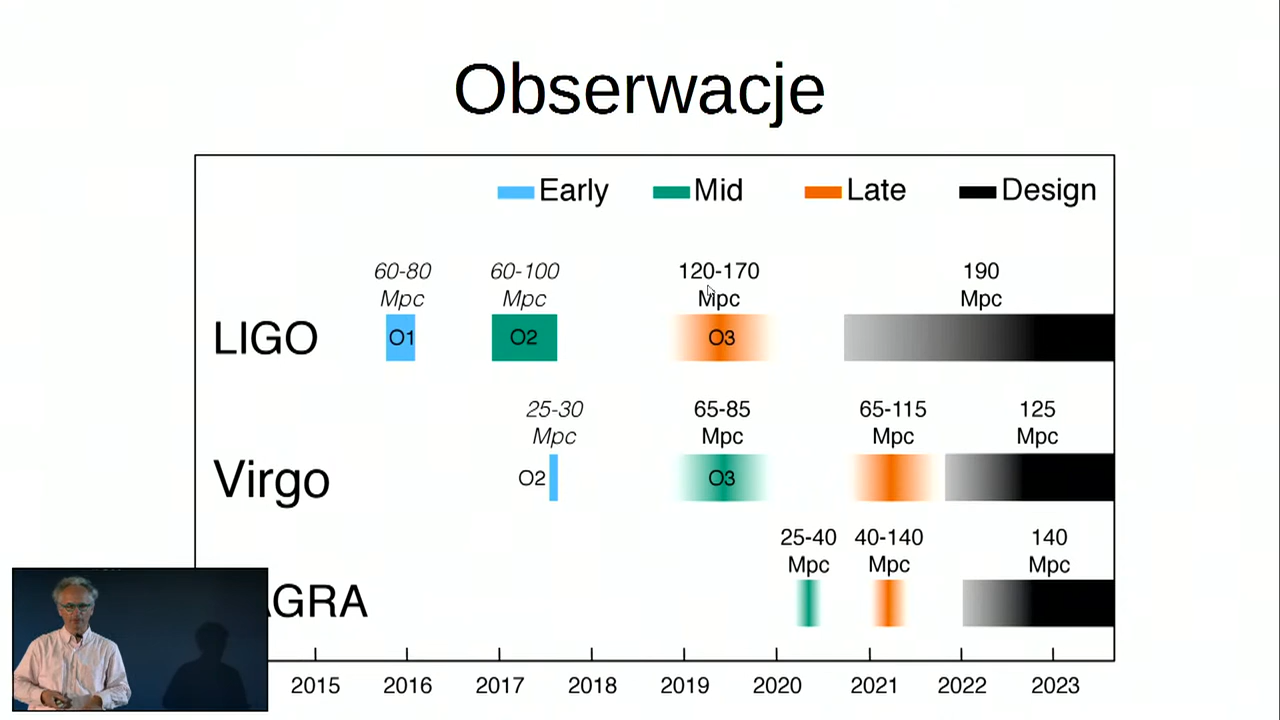 Obserwacje
Early Mid Late Design
60-80 60-100 120-170 190
Mpc Mpc Mpc Mpc
LIGO O1 O2 O3
25-30 65-85 65-115 125
Mpc Mpc Mpc Mpc
Virgo O2 O3
25-40 40-140 140
Mpc Mpc Mpc
AGRA
2015 2016 2017 2018 2019 2020 2021 2022 2023